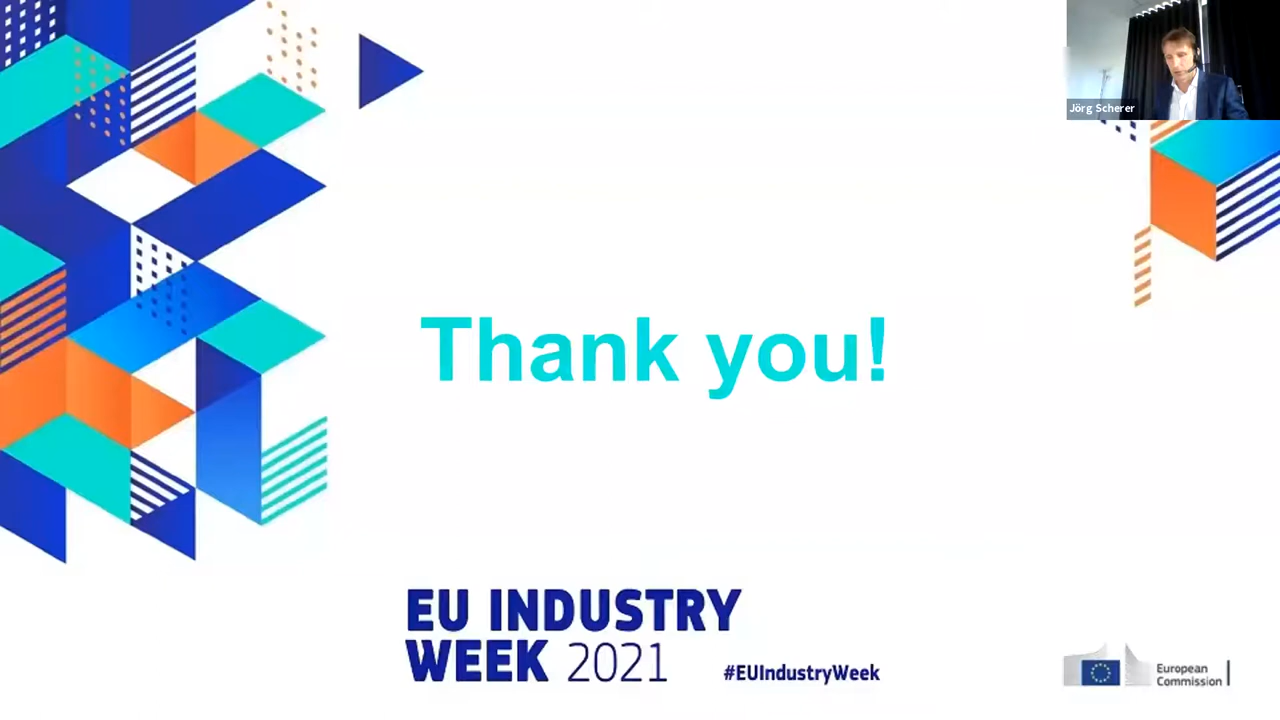 Jörg Scherer
Thank you!
EU INDUSTRY
WEEK 2021
#EUIndustryWeek
European
Commission